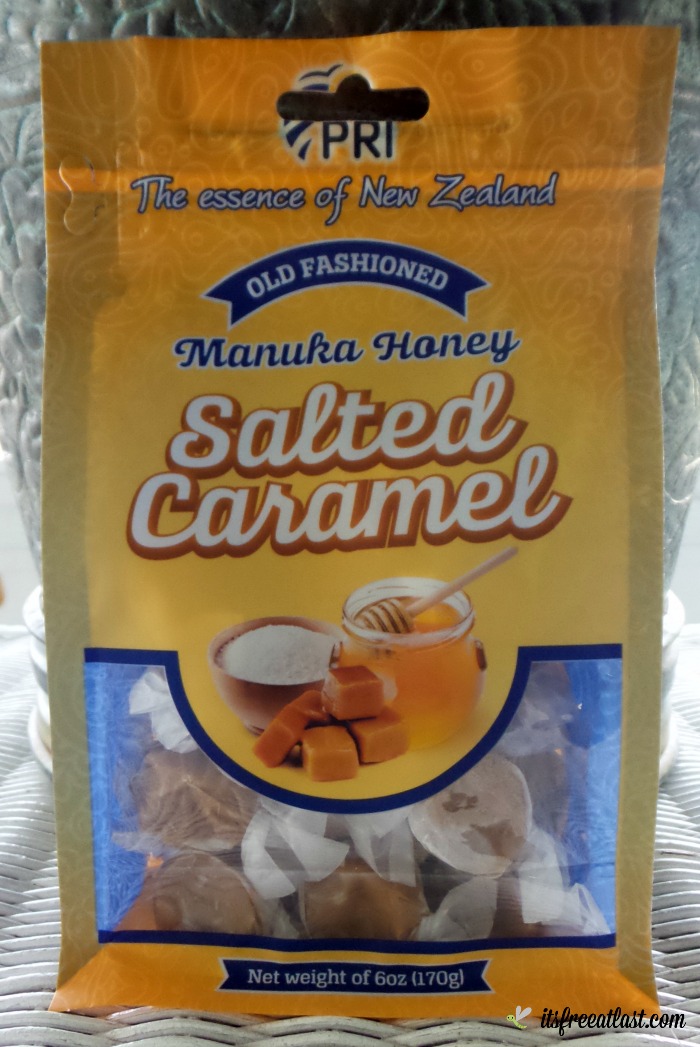 PRI
The essence of New Zealand
OLD FASHIONED
Manuka Honey
Salted
Caramel
Net weight of 6oz (170g)
itsfreeatlast.com